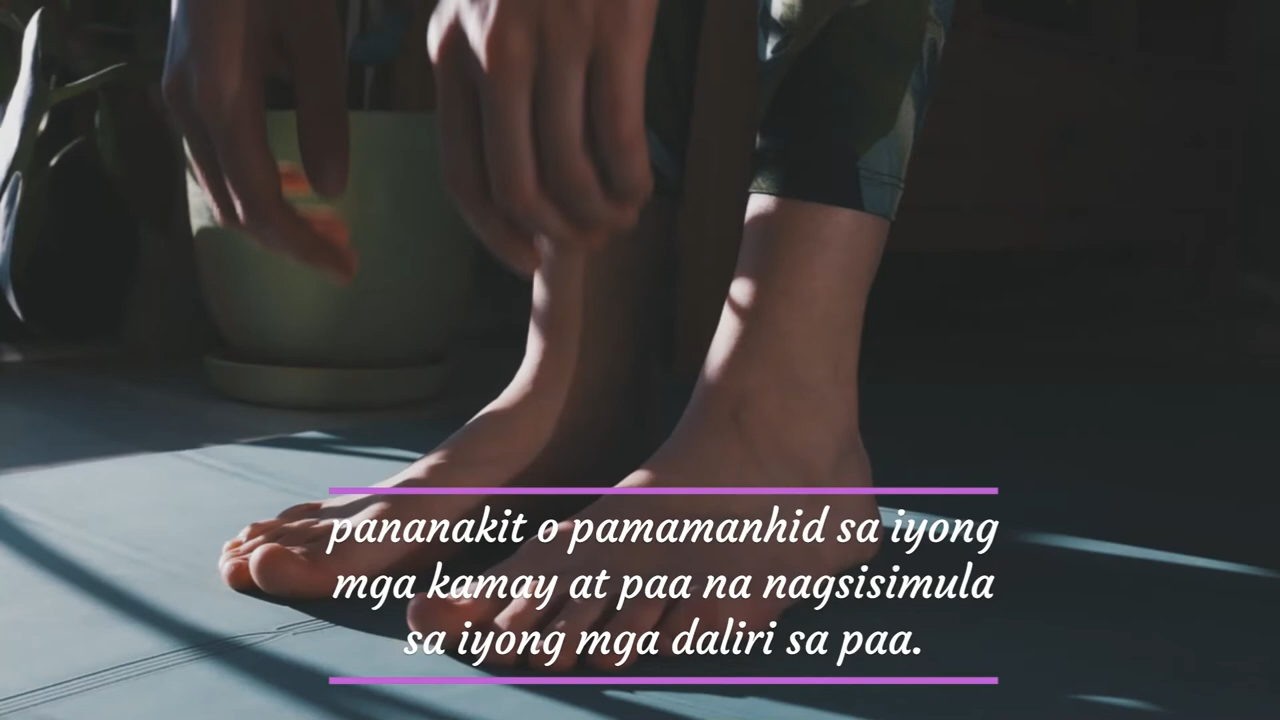 pananakit o pamamanhid sa iyong
mga kamay at paa na nagsisimula
sa iyong mga daliri sa paa.